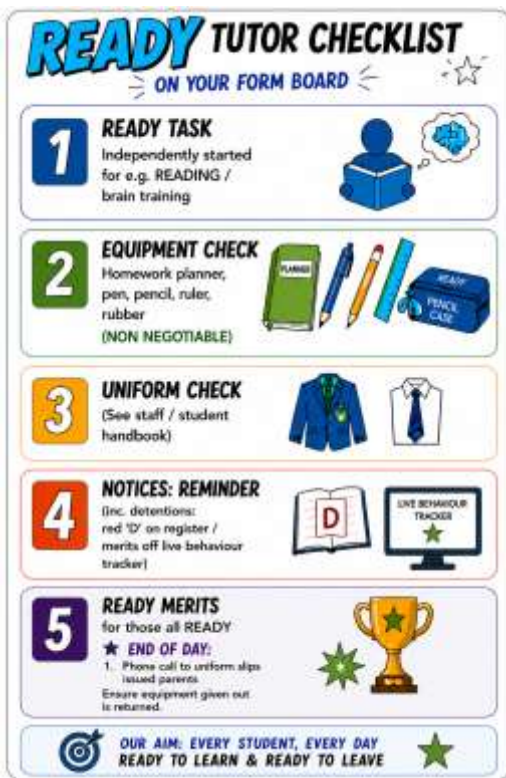 READY TUTOR CHECKLIST
ON YOUR FORM BOARD
1
READY TASK
Independently started
for e.g. READING /
brain training
2
EQUIPMENT CHECK
Homework planner,
pen, pencil, ruler,
rubber
(NON NEGOTIABLE)
PLANNER
READY
PENCIL
CASE
3
UNIFORM CHECK
(See staff / student
handbook)
4
NOTICES: REMINDER
(inc. detentions:
red 'D' on register /
merits off live behaviour
tracker)
D
LIVE BEHAVIOUR
TRACKER
5
READY MERITS
for those all READY
★ END OF DAY:
1. Phone call to uniform slips
issued parents
Ensure equipment given out
is returned.
OUR AIM: EVERY STUDENT, EVERY DAY
READY TO LEARN & READY TO LEAVE